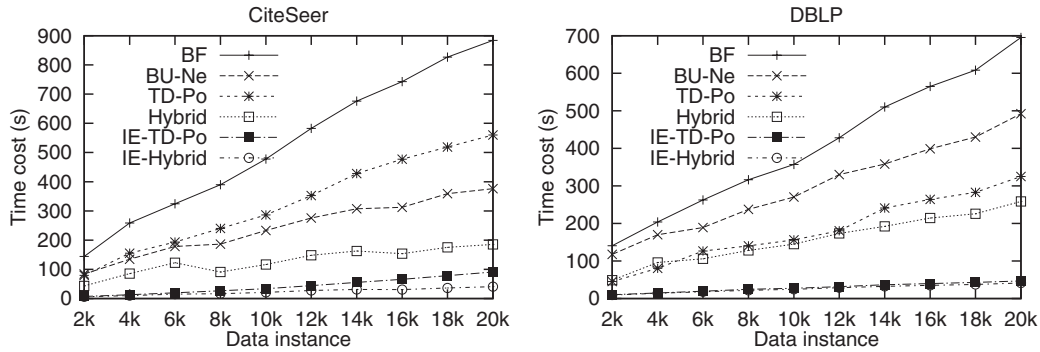 CiteSeer
900
800
700
600
500
400
300
200
100
0
Time cost (s)
BF
BU-Ne
TD-Po
Hybrid
IE-TD-Po
IE-Hybrid
2k 4k 6k 8k 10k 12k 14k 16k 18k 20k
Data instance
DBLP
700
600
500
400
300
200
100
0
Time cost (s)
BF
BU-Ne
TD-Po
Hybrid
IE-TD-Po
IE-Hybrid
2k 4k 6k 8k 10k 12k 14k 16k 18k 20k
Data instance